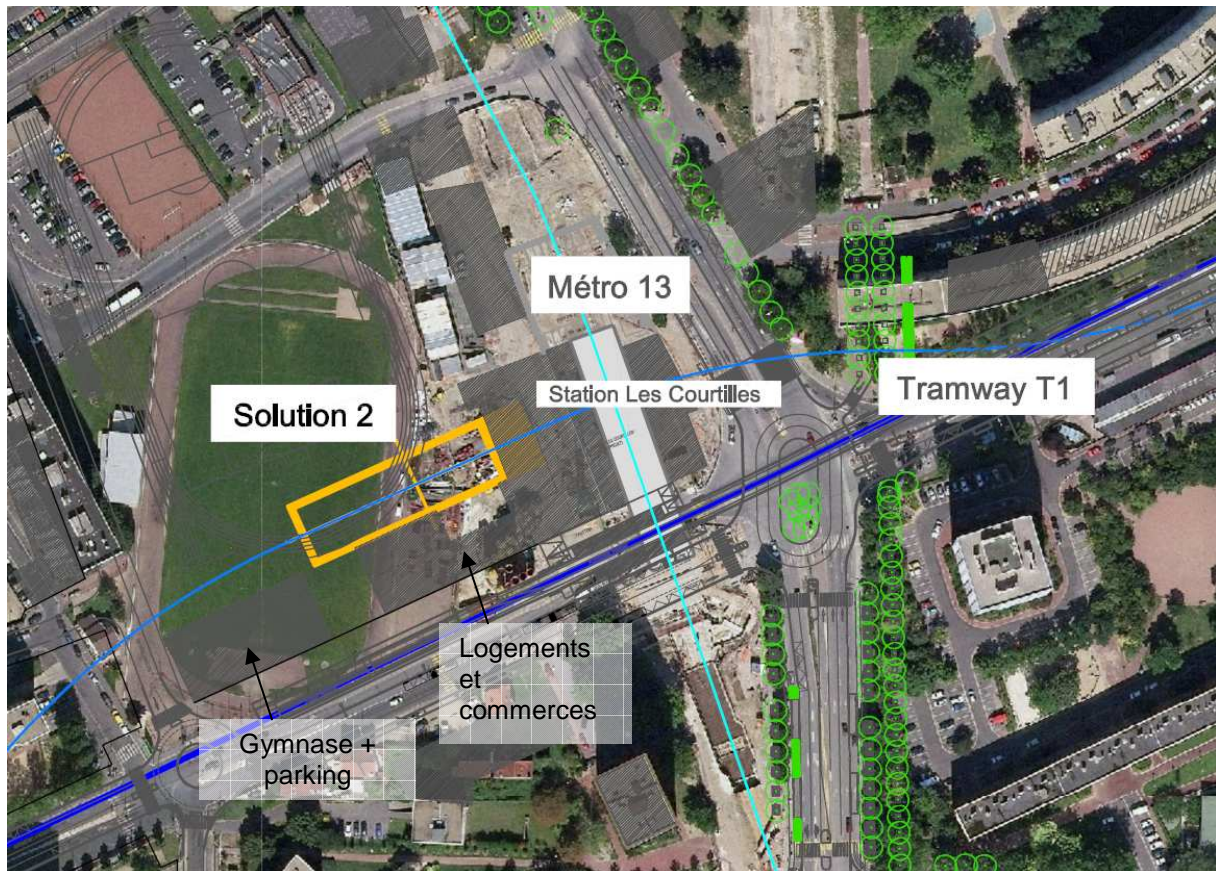 Métro 13
Station Les Courtilles
Tramway T1
Solution 2
Logements
et
commerces
Gymnase +
parking